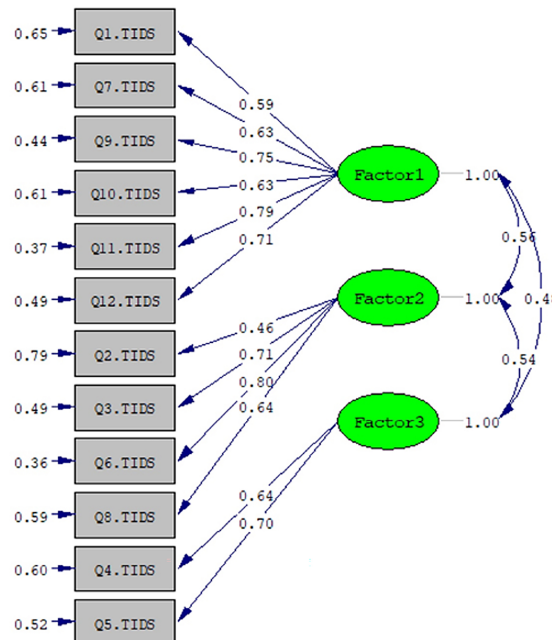 0.65 Q1.TIDS
0.61 Q7.TIDS
0.59
0.63
0.44 Q9.TIDS
0.75
Factor1 1.00
0.61 Q10.TIDS
0.63
0.79
0.37 Q11.TIDS
0.71
0.56
0.49 Q12.TIDS
Factor2 1.00
0.46
0.79 Q2.TIDS
0.71
0.54
0.80
0.49 Q3.TIDS
0.64
Factor3 1.00
0.36 Q6.TIDS
0.64
0.59 Q8.TIDS
0.70
0.60 Q4.TIDS
0.52 Q5.TIDS